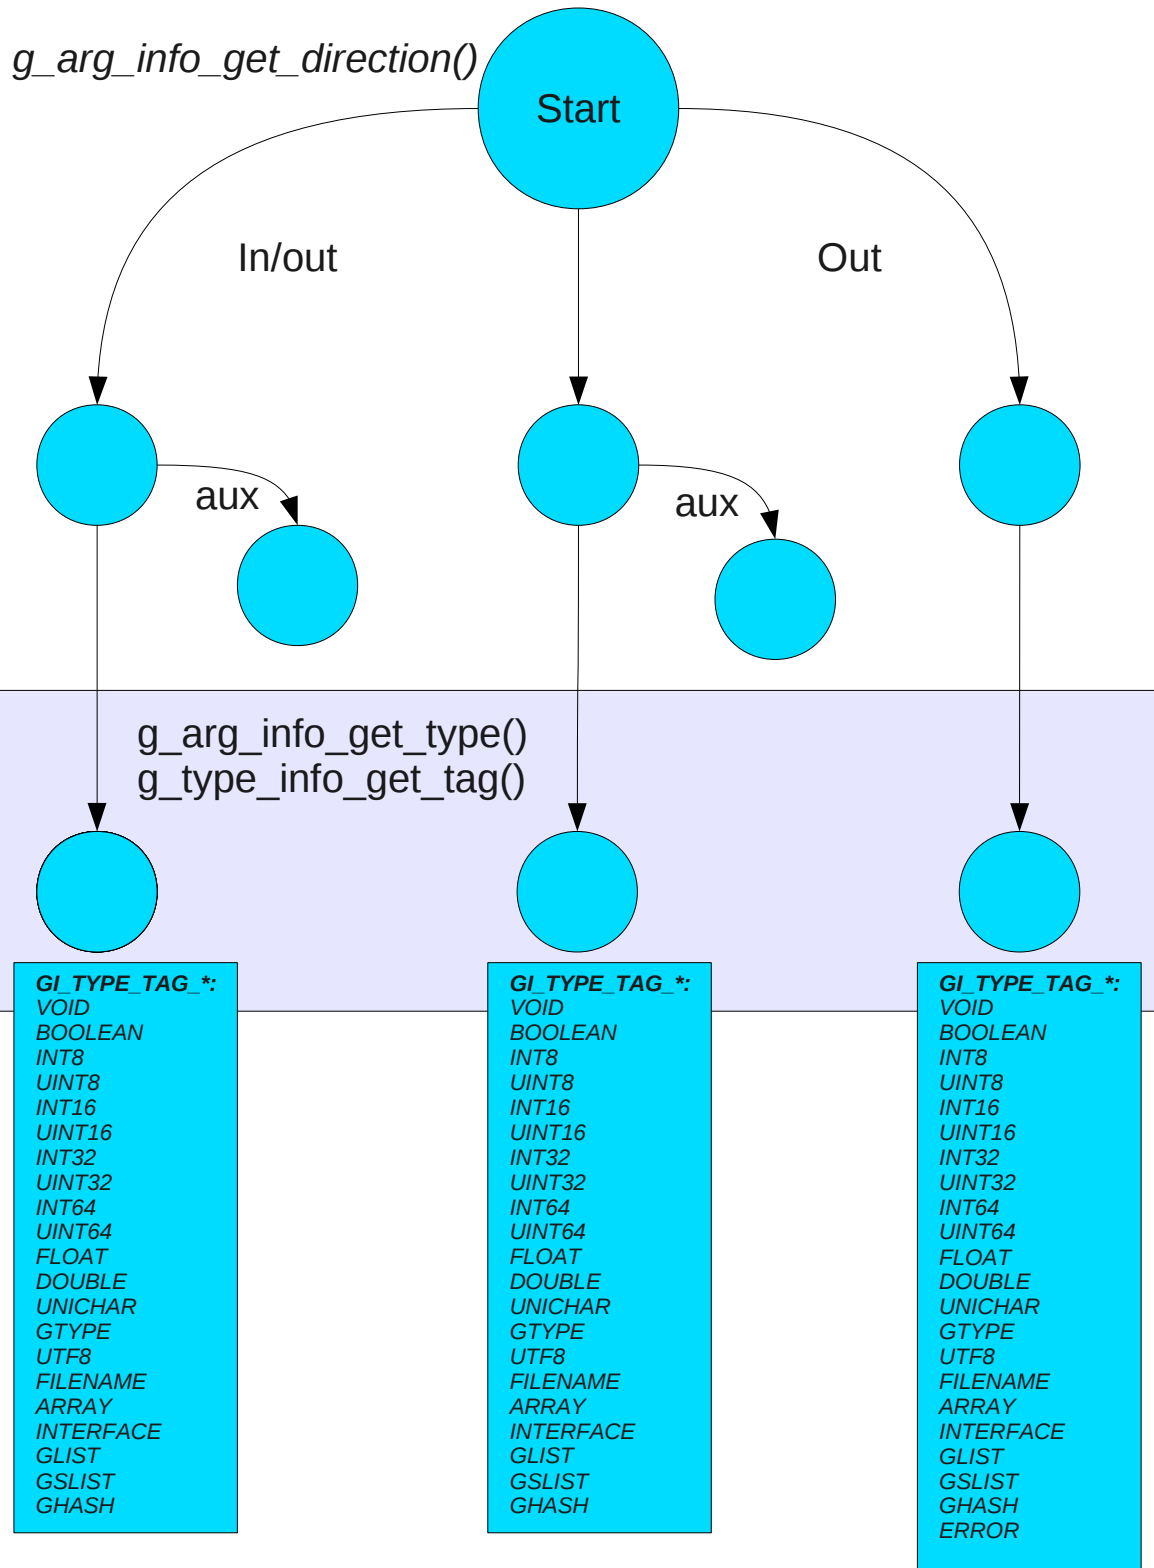 g_arg_info_get_direction()
Start
In/out
Out
aux
aux
g_arg_info_get_type()
g_type_info_get_tag()
GI_TYPE_TAG_*:
VOID
BOOLEAN
INT8
UINT8
INT16
UINT16
INT32
UINT32
INT64
UINT64
FLOAT
DOUBLE
UNICHAR
GTYPE
UTF8
FILENAME
ARRAY
INTERFACE
GLIST
GSLIST
GHASH
GI_TYPE_TAG_*:
VOID
BOOLEAN
INT8
UINT8
INT16
UINT16
INT32
UINT32
INT64
UINT64
FLOAT
DOUBLE
UNICHAR
GTYPE
UTF8
FILENAME
ARRAY
INTERFACE
GLIST
GSLIST
GHASH
GI_TYPE_TAG_*:
VOID
BOOLEAN
INT8
UINT8
INT16
UINT16
INT32
UINT32
INT64
UINT64
FLOAT
DOUBLE
UNICHAR
GTYPE
UTF8
FILENAME
ARRAY
INTERFACE
GLIST
GSLIST
GHASH
ERROR